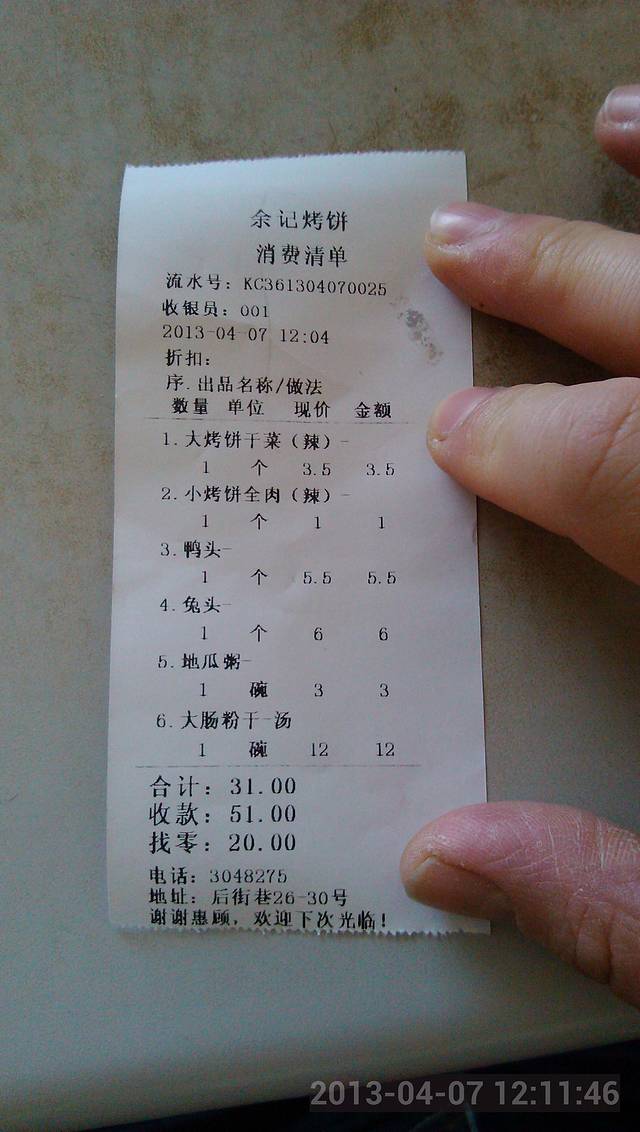 余记烤饼
消费清单
流水号：KC361304070025
收银员：001
2013-04-07 12:04
折扣：
序.出品名称/做法
数量 单位 现价 金额
1.大烤饼干菜（辣）-
1 个 3.5 3.5
2.小烤饼全肉（辣）-
1 个 1 1
3.鸭头-
1 个 5.5 5.5
4.兔头-
1 个 6 6
5.地瓜粥-
1 碗 3 3
6.大肠粉干-汤
1 碗 12 12
合计：31.00
收款：51.00
找零：20.00
电话：3048275
地址：后街巷26-30号
谢谢惠顾，欢迎下次光临！
2013-04-07 12:11:46